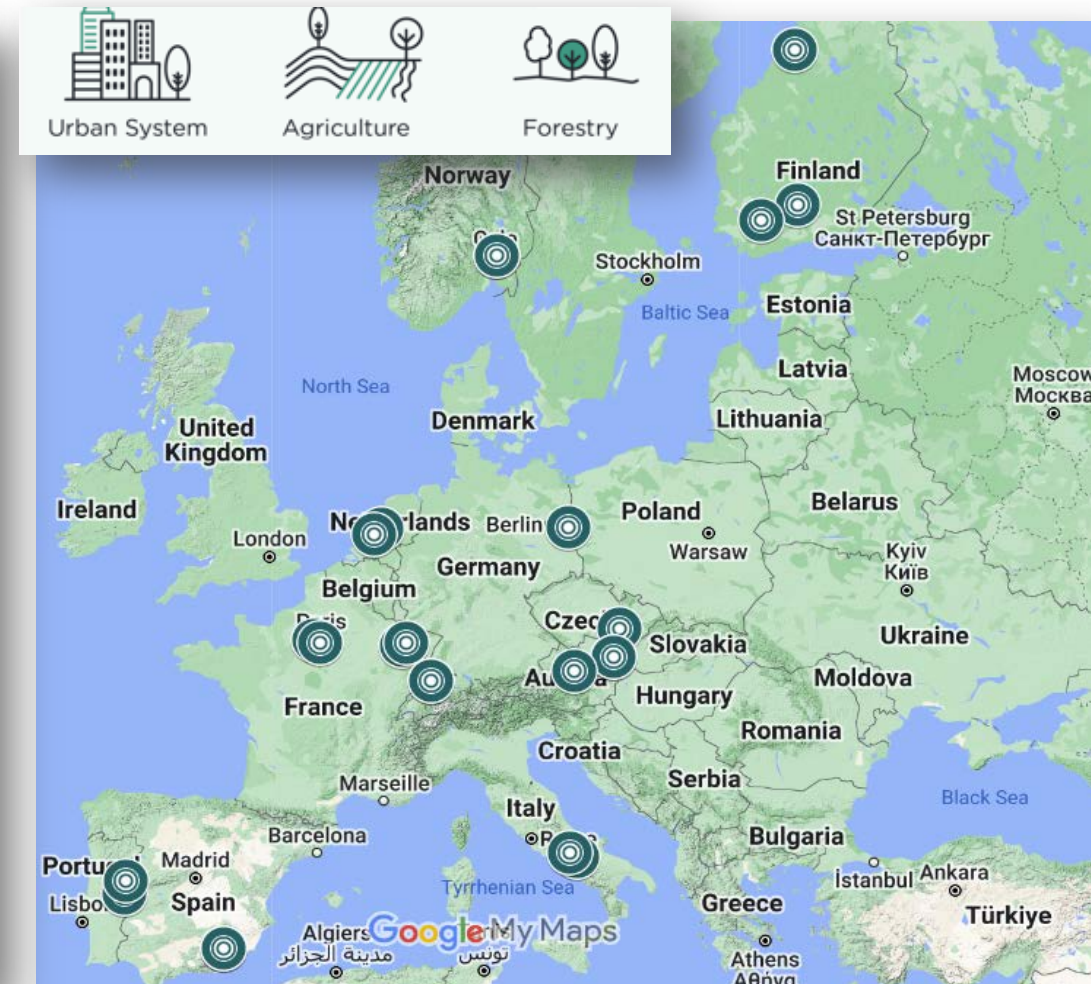 Urban System
Agriculture
Forestry
Norway
Finland
St Petersburg
Санкт-Петербург
Stockholm
Baltic Sea
Estonia
North Sea
Latvia
Moscow
Москва
Denmark
Lithuania
United
Kingdom
Ireland
Belarus
London
Berlin
Poland
Warsaw
Germany
Kyiv
Київ
Belgium
Slovakia
Ukraine
France
Hungary
Moldova
Romania
Croatia
Serbia
Marseille
Italy
Black Sea
Barcelona
Bulgaria
Madrid
Spain
Tyrrhenian Sea
İstanbul
Ankara
Greece
Türkiye
Algiers
مدينة الجزائر
تونس
Google My Maps
Athens
Αθήνα